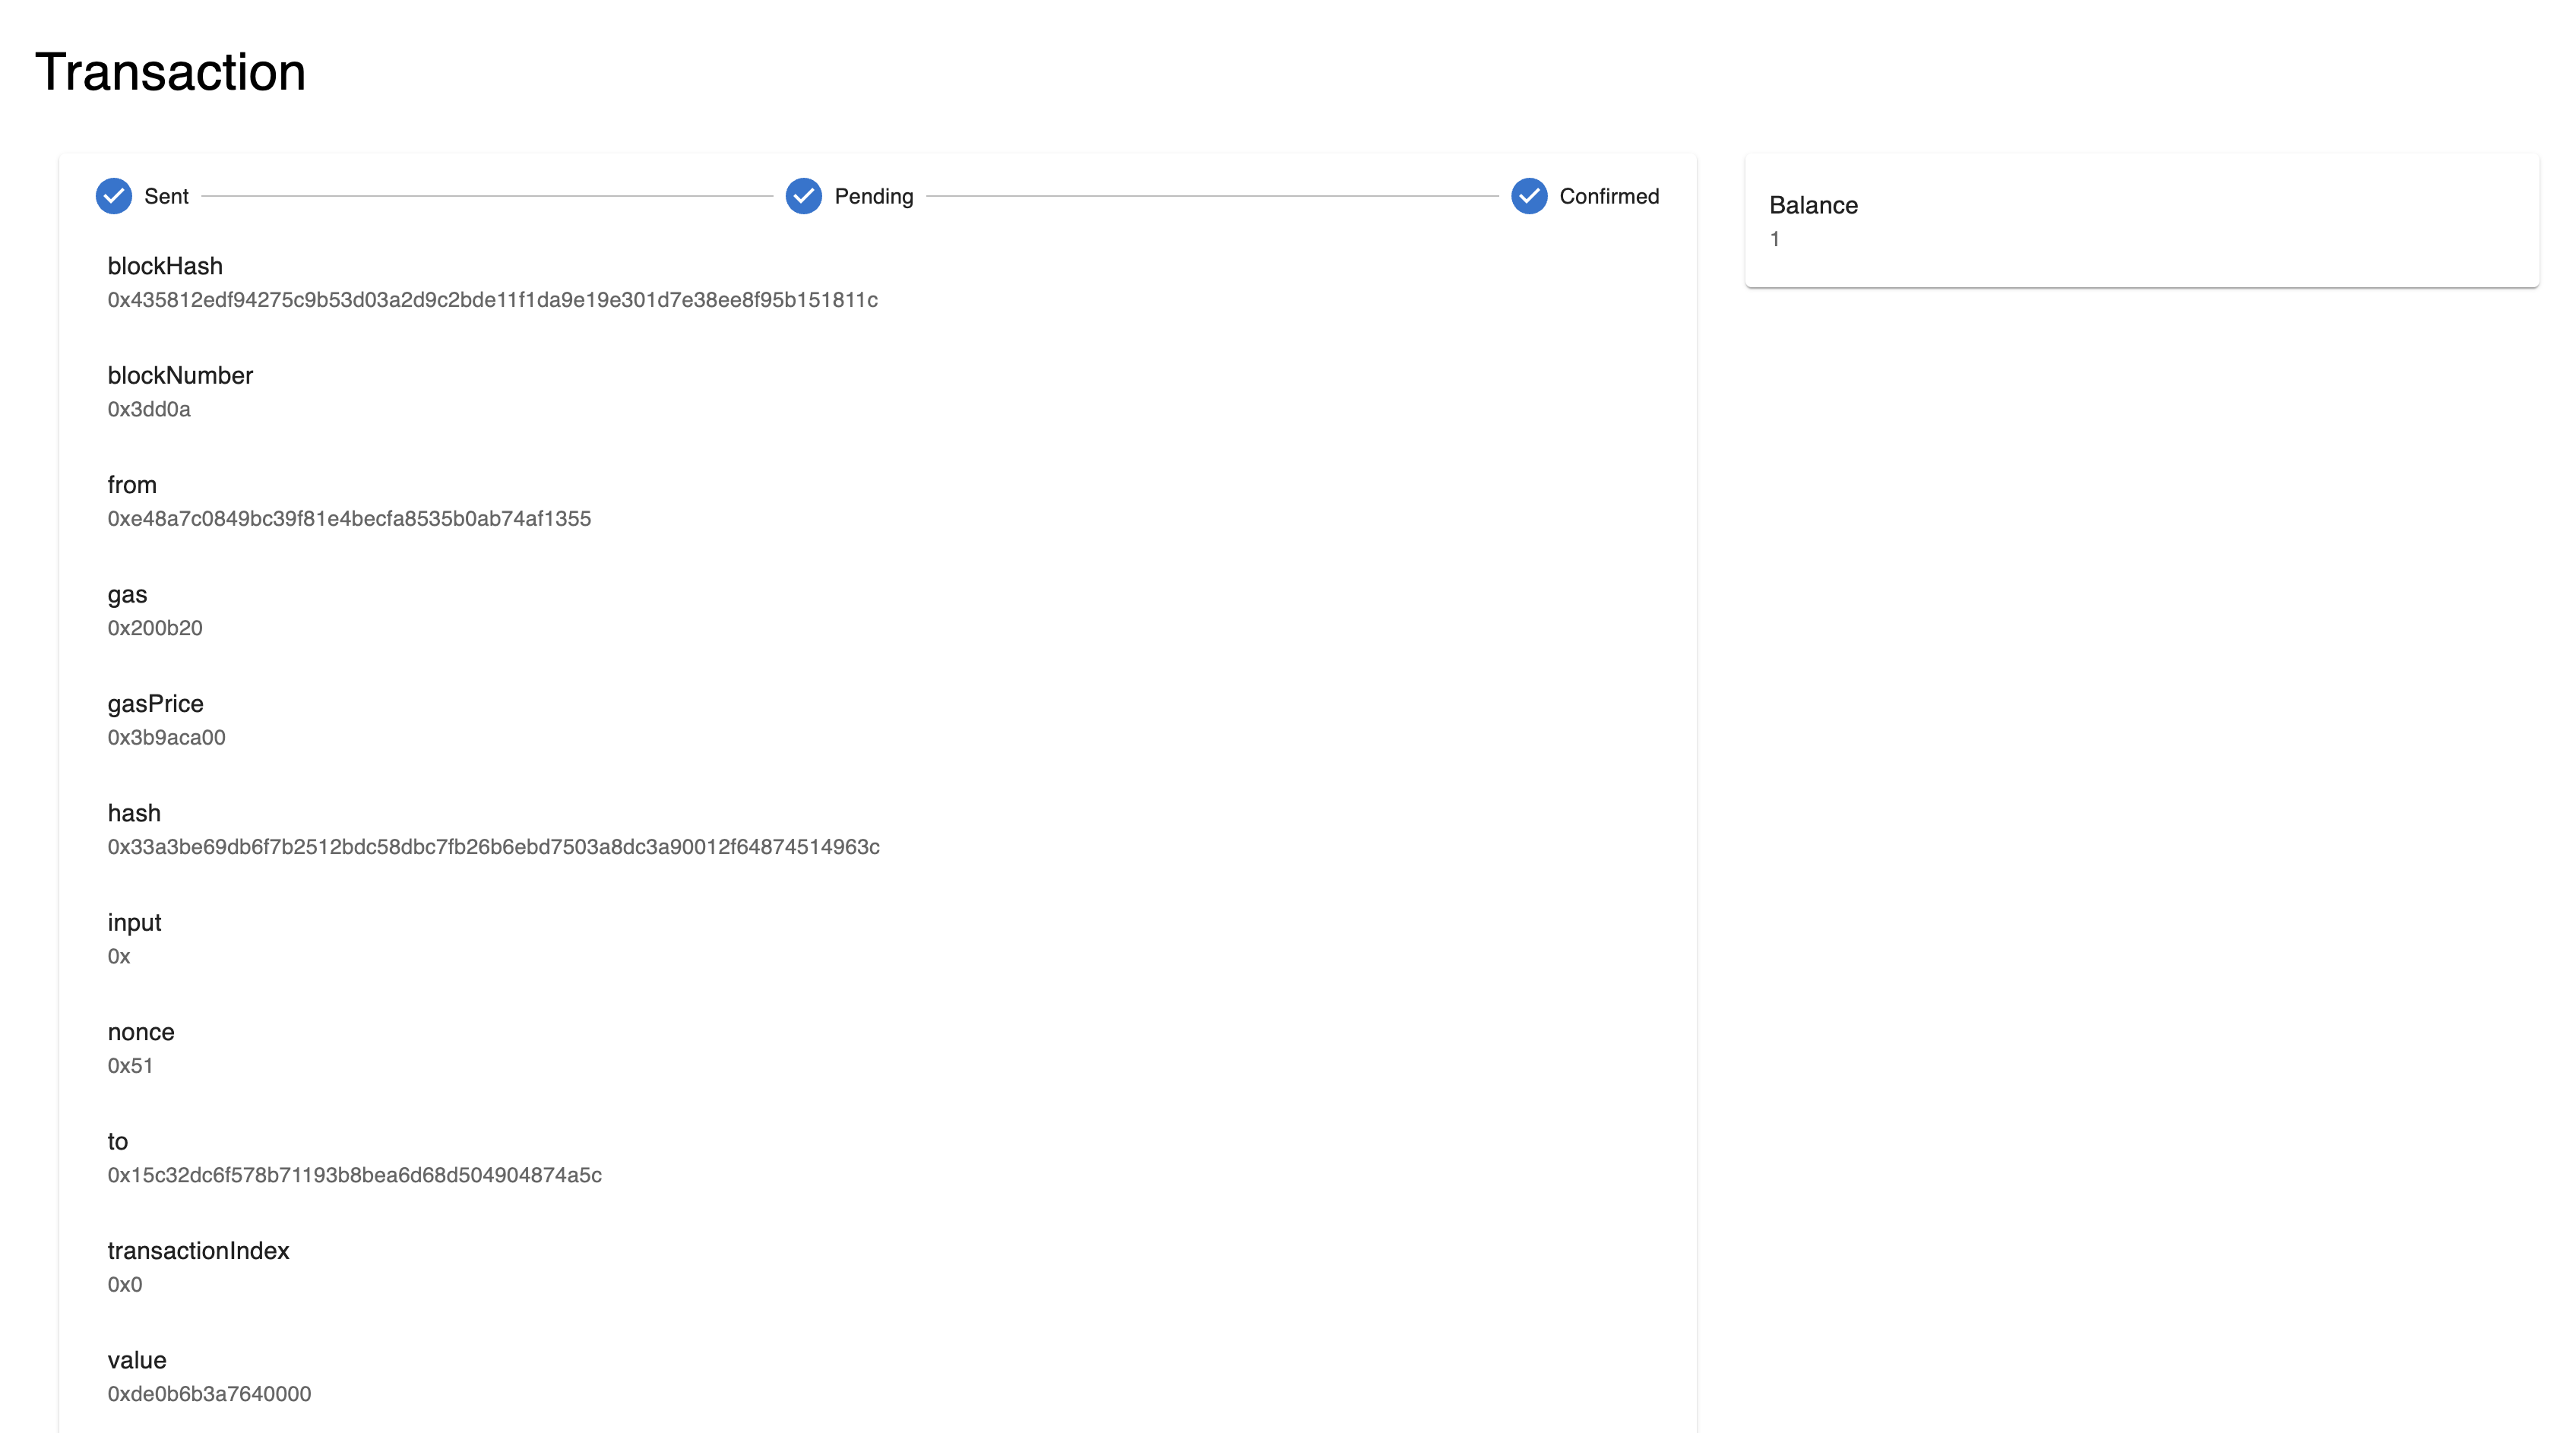 Transaction
Sent
Pending
Confirmed
blockHash
0x435812edf94275c9b53d03a2d9c2bde11f1da9e19e301d7e38ee8f95b151811c
blockNumber
0x3dd0a
from
0xe48a7c0849bc39f81e4becfa8535b0ab74af1355
gas
0x200b20
gasPrice
0x3b9aca00
hash
0x33a3be69db6f7b2512bdc58dbc7fb26b6ebd7503a8dc3a90012f64874514963c
input
0x
nonce
0x51
to
0x15c32dc6f578b71193b8bea6d68d504904874a5c
transactionIndex
0x0
value
0xde0b6b3a7640000
Balance
1